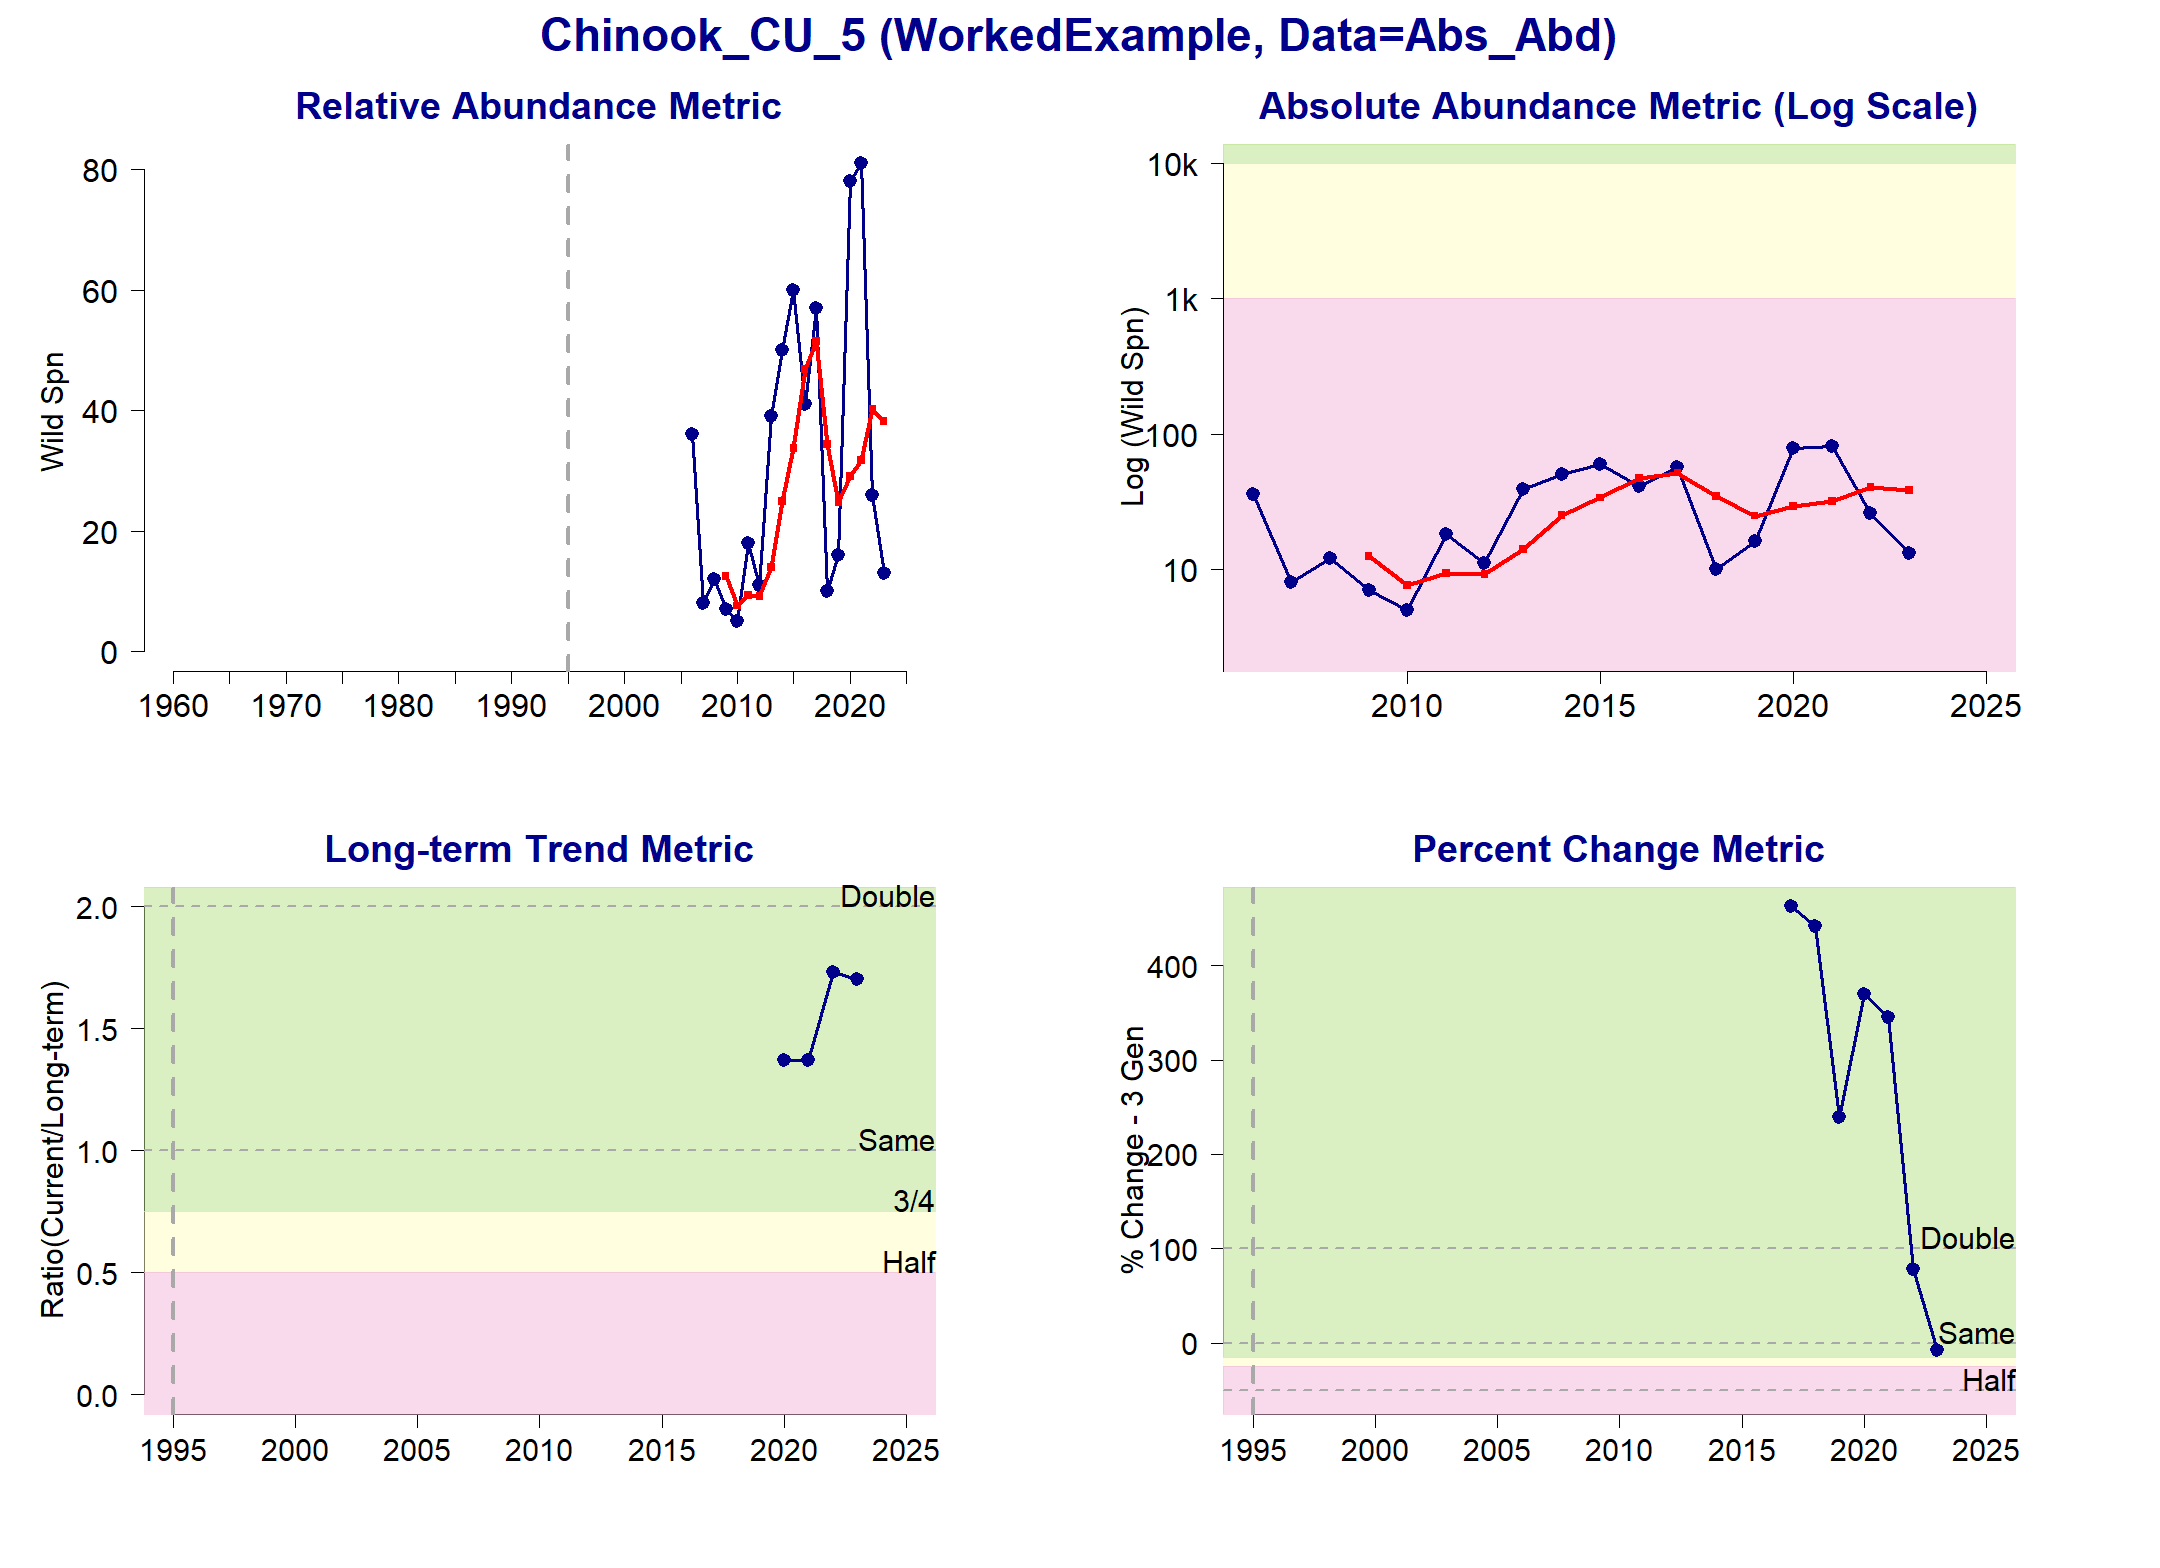 Chinook_CU_5 (WorkedExample, Data=Abs_Abd)
Relative Abundance Metric
Wild Spn
80
60
40
20
0
1960 1970 1980 1990 2000 2010 2020
Absolute Abundance Metric (Log Scale)
Log (Wild Spn)
10k
1k
100
10
2010 2015 2020 2025
Long-term Trend Metric
Ratio(Current/Long-term)
2.0
1.5
1.0
0.5
0.0
Double
Same
3/4
Half
1995 2000 2005 2010 2015 2020 2025
Percent Change Metric
% Change - 3 Gen
400
300
200
100
0
Double
Same
Half
1995 2000 2005 2010 2015 2020 2025